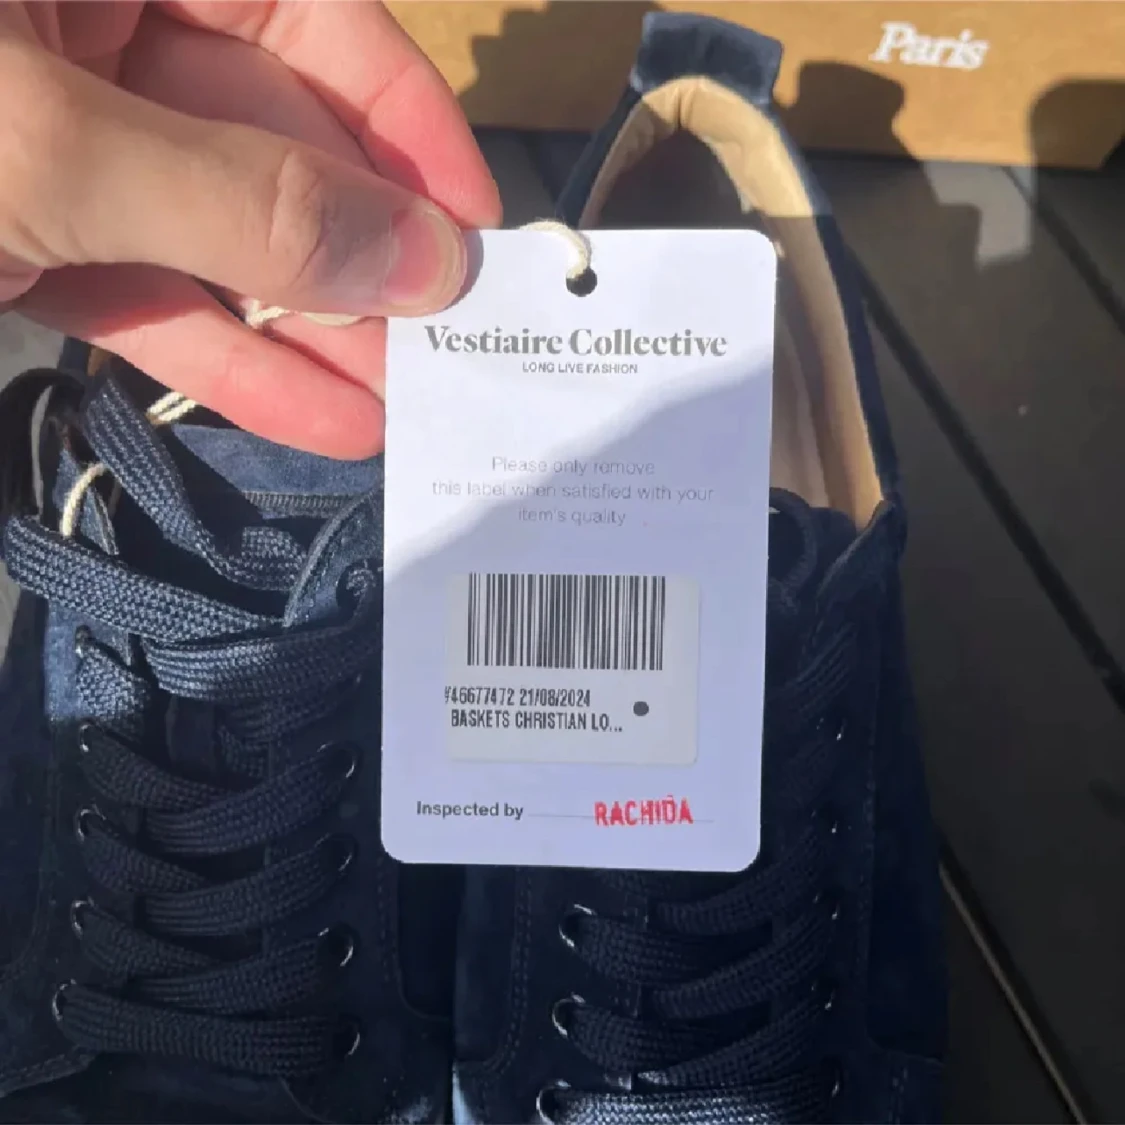 Paris
Vestiaire Collective
LONG LIVE FASHION
Please only remove
this label when satisfied with your
item's quality
#46677472 21/08/2024
BASKETS CHRISTIAN LO...
Inspected by RACHIDA